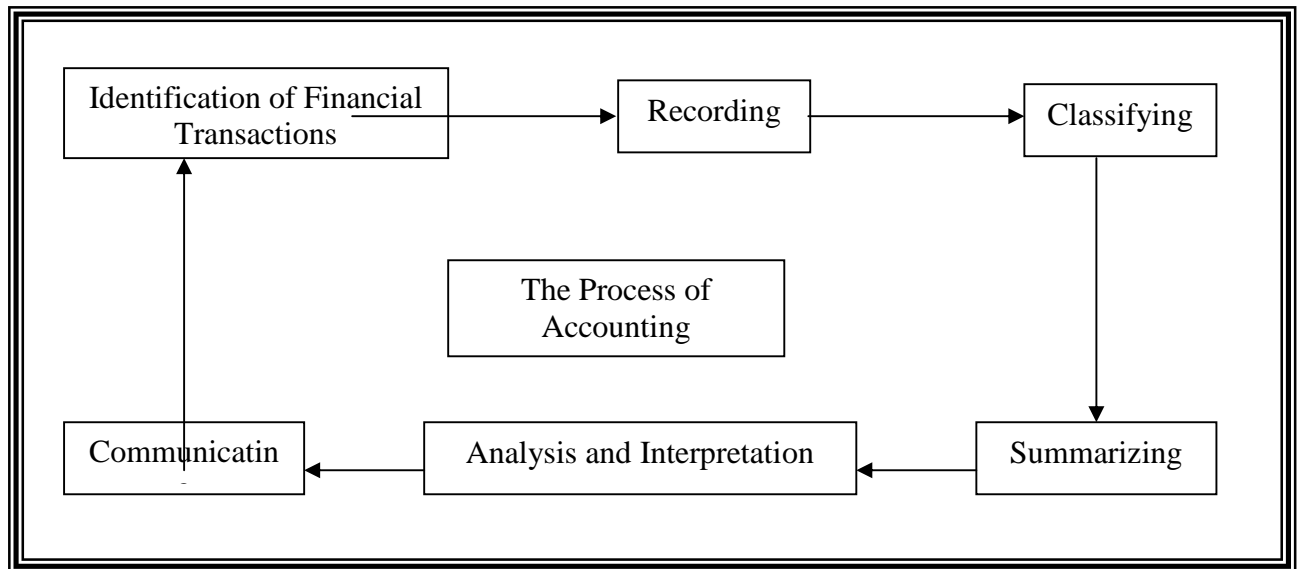 Identification of Financial
Transactions
Recording
Classifying
The Process of
Accounting
Communicatin
Analysis and Interpretation
Summarizing